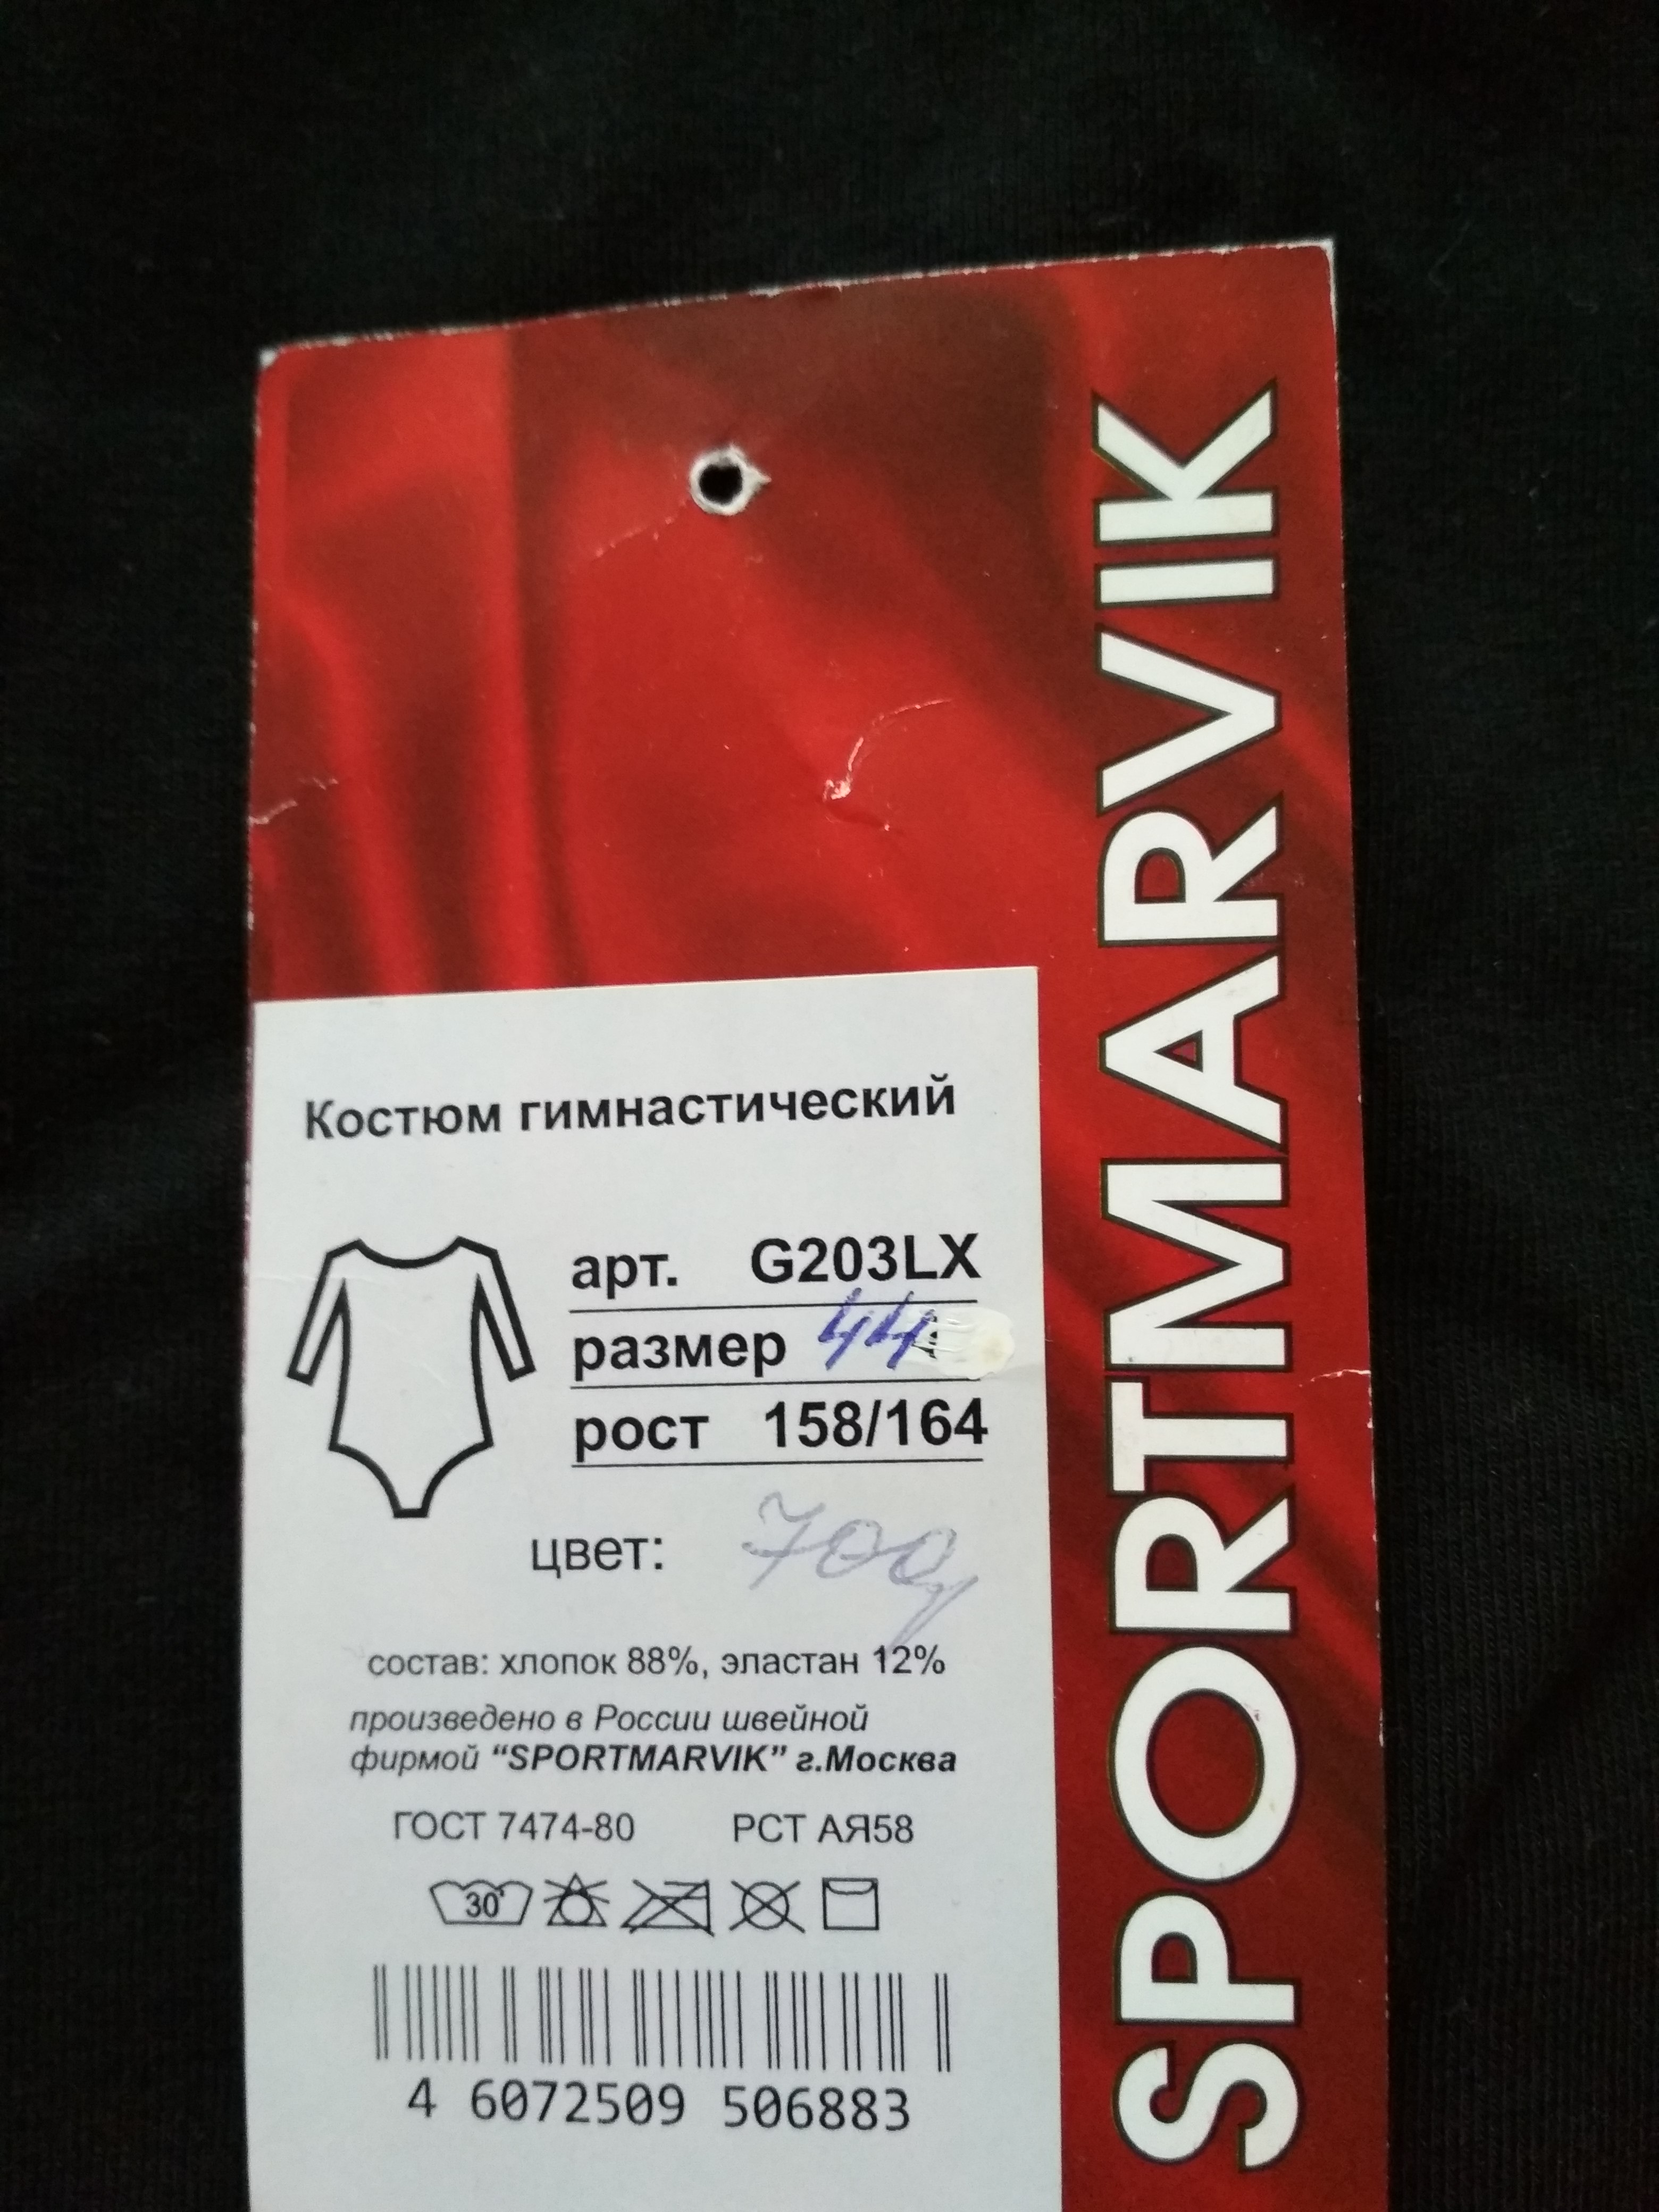 SPORTMARVIK
Костюм гимнастический
арт. G203LX
размер 44
рост 158/164
цвет:
состав: хлопок 88%, эластан 12%
произведено в России швейной
фирмой “SPORTMARVIK” г.Москва
ГОСТ 7474-80 РСТ АЯ58
30°
4 6072509 506883